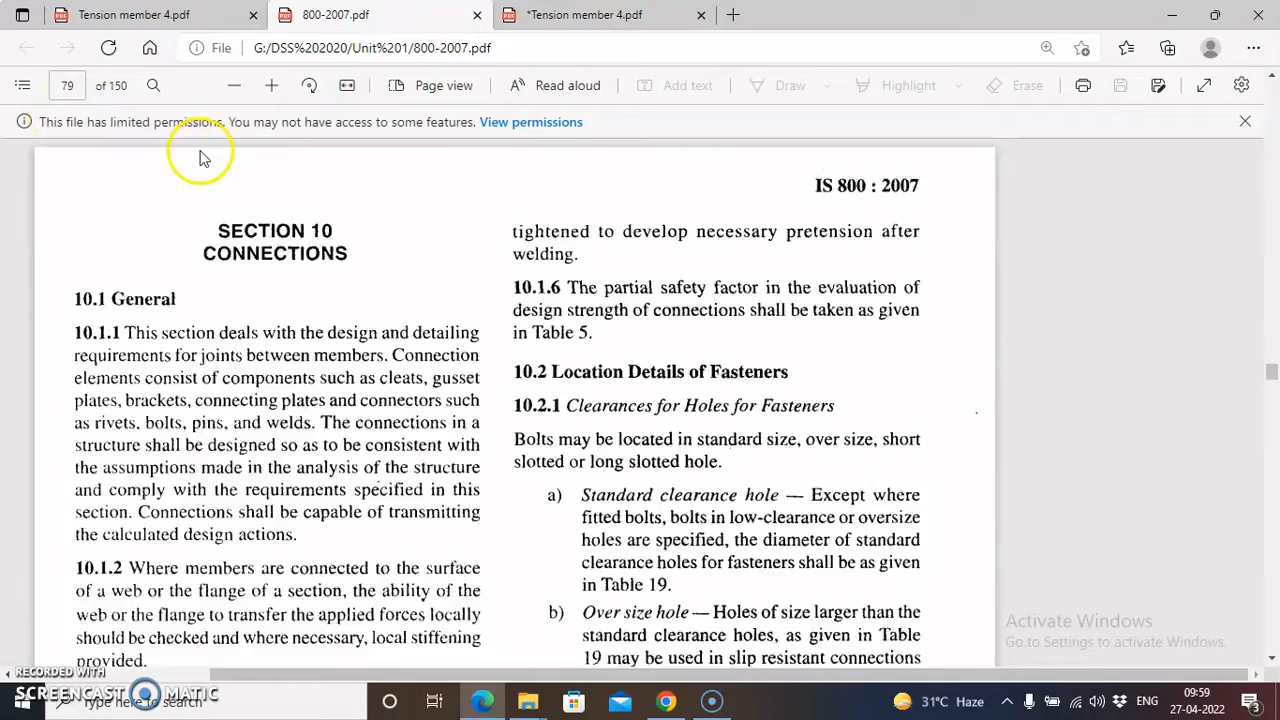 Tension member 4.pdf
800-2007.pdf
*Tension member 4.pdf
File
G:/DSS%202020/Unit%201/800-2007.pdf
79
of 150
Page view
Read aloud
Add text
Draw
Highlight
Erase
This file has limited permissions. You may not have access to some features. View permissions
IS 800 : 2007
SECTION 10
CONNECTIONS
10.1 General
10.1.1 This section deals with the design and detailing
requirements for joints between members. Connection
elements consist of components such as cleats, gusset
plates, brackets, connecting plates and connectors such
as rivets, bolts, pins, and welds. The connections in a
structure shall be designed so as to be consistent with
the assumptions made in the analysis of the structure
and comply with the requirements specified in this
section. Connections shall be capable of transmitting
the calculated design actions.
10.1.2 Where members are connected to the surface
of a web or the flange of a section, the ability of the
web or the flange to transfer the applied forces locally
should be checked and where necessary, local stiffening
provided.
tightened to develop necessary pretension after
welding.
10.1.6 The partial safety factor in the evaluation of
design strength of connections shall be taken as given
in Table 5.
10.2 Location Details of Fasteners
10.2.1 Clearances for Holes for Fasteners
Bolts may be located in standard size, over size, short
slotted or long slotted hole.
a) Standard clearance hole — Except where
fitted bolts, bolts in low-clearance or oversize
holes are specified, the diameter of standard
clearance holes for fasteners shall be as given
in Table 19.
b) Over size hole — Holes of size larger than the
standard clearance holes, as given in Table
19 may be used in slip resistant connections
Activate Windows
Go to Settings to activate Windows.
RECORDED WITH
SCREENCAST MATIC
Type here to search
31°C Haze
ENG
09:59
27-04-2022
3